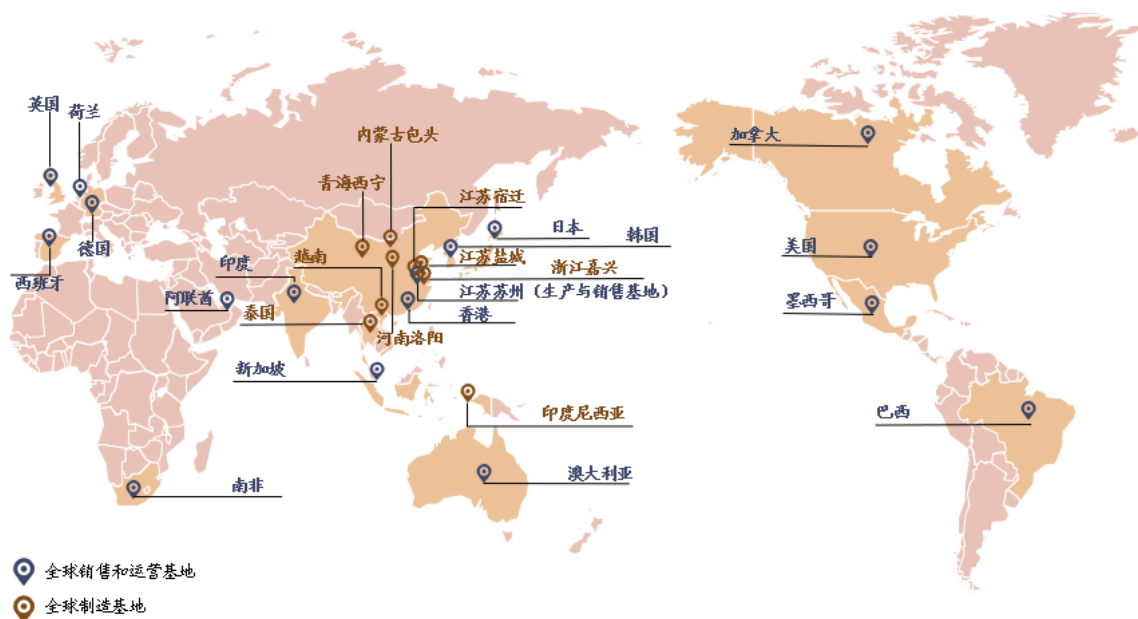 英国
荷兰
内蒙古包头
加拿大
青海西宁
江苏宿迁
日本
韩国
美国
德国
江苏盐城
西班牙
印度
越南
浙江嘉兴
江苏苏州（生产与销售基地）
阿联酋
墨西哥
泰国
香港
河南洛阳
新加坡
印度尼西亚
巴西
澳大利亚
南非
全球销售和运营基地
全球制造基地